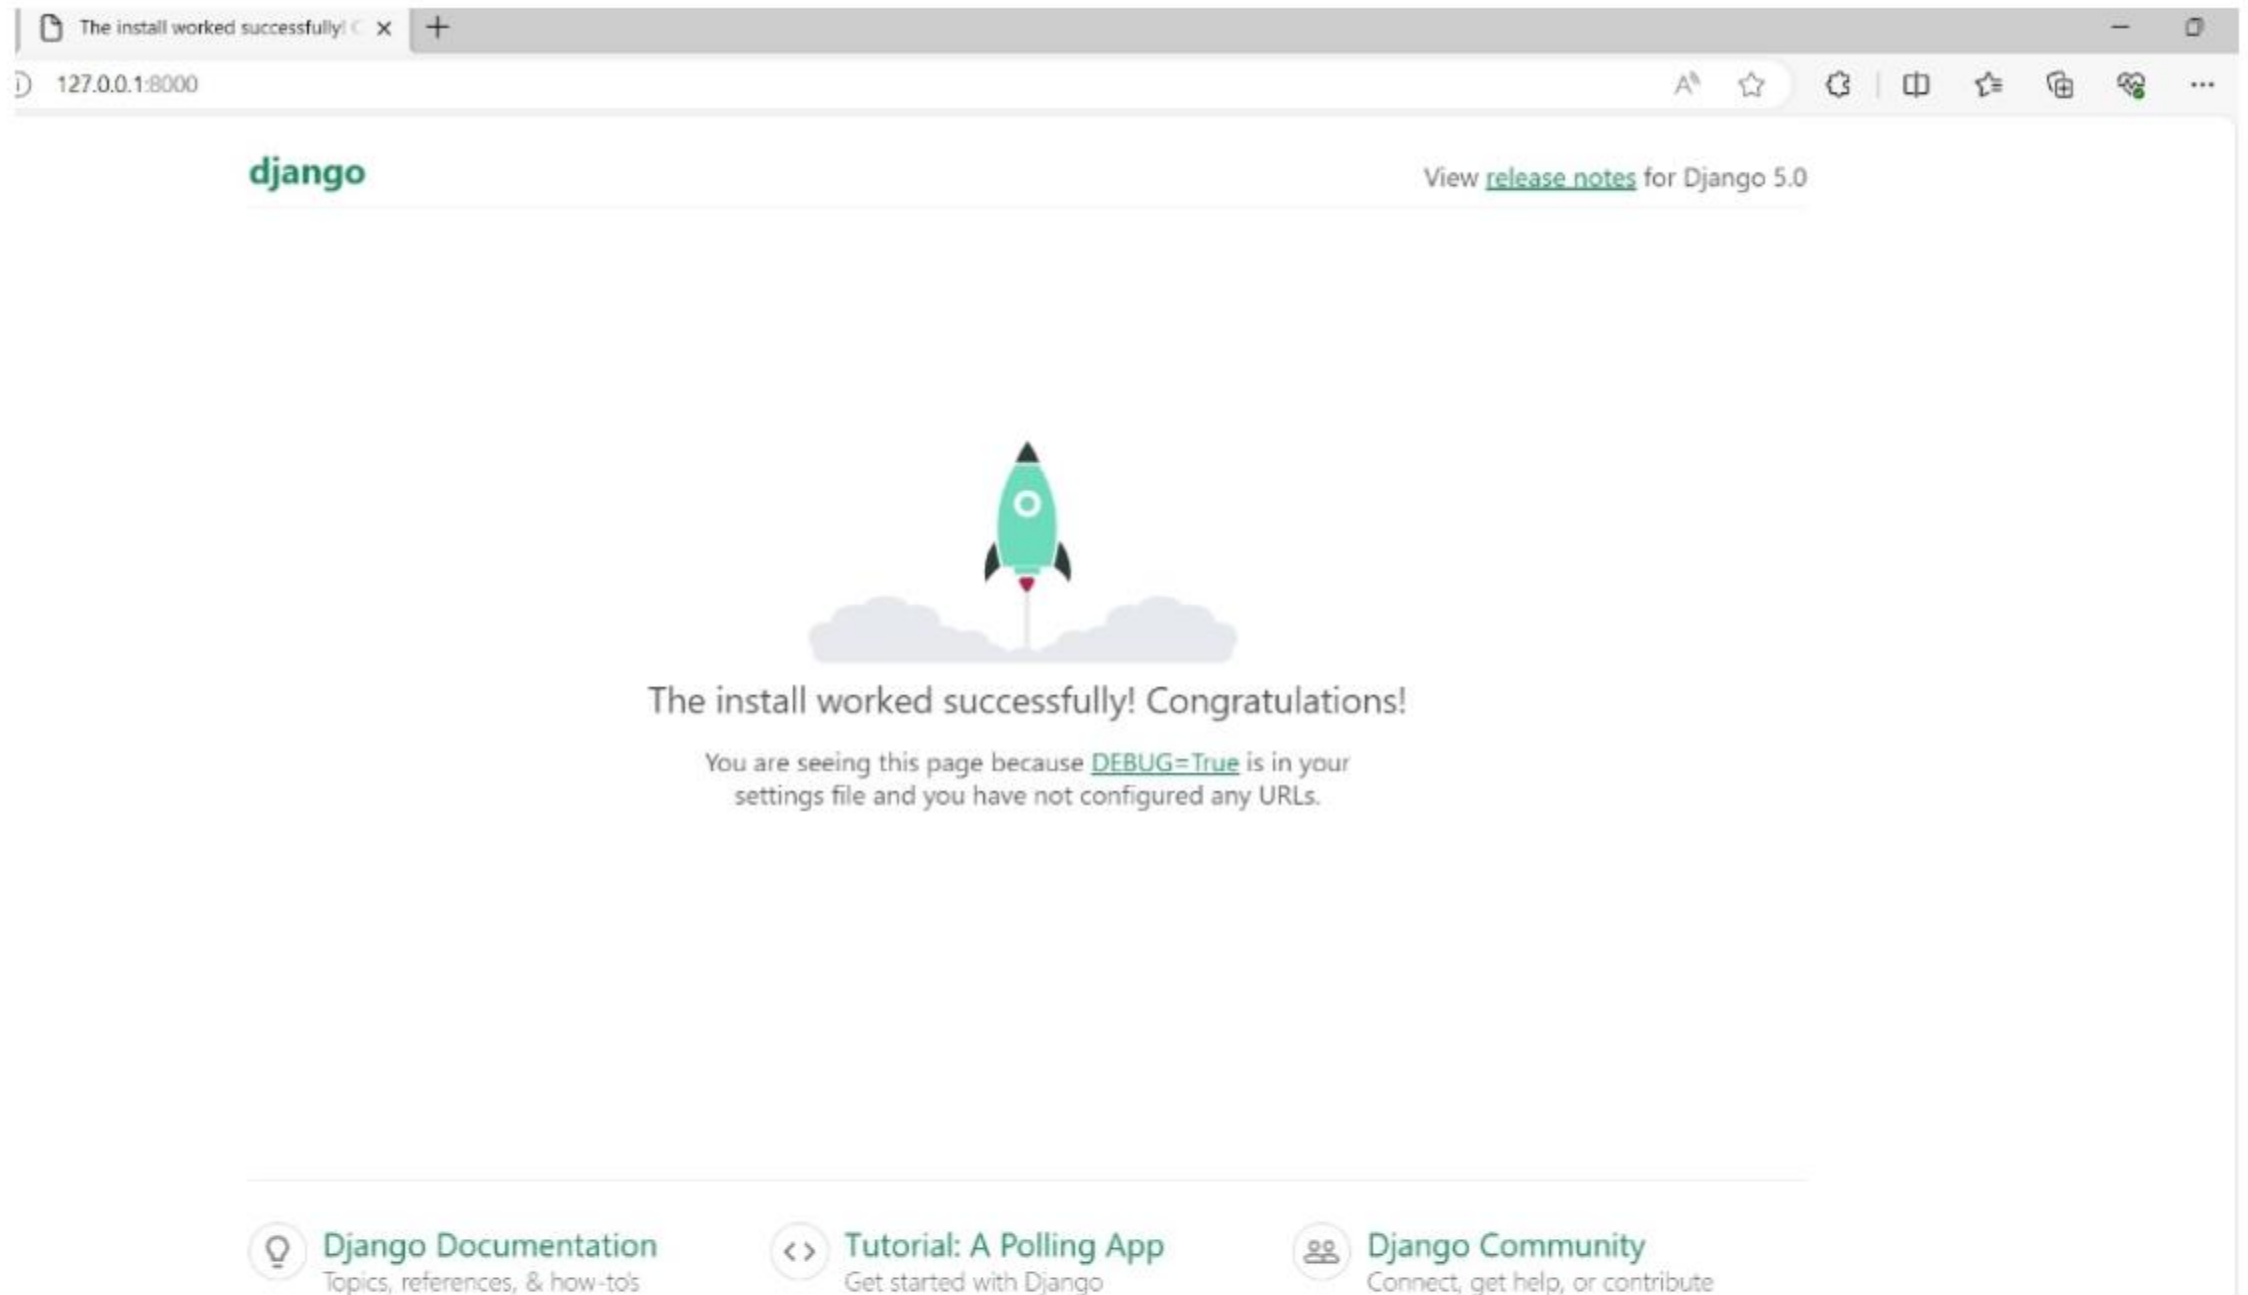 The install worked successfully!
127.0.0.1:8000
django
View release notes for Django 5.0
The install worked successfully! Congratulations!
You are seeing this page because DEBUG=True is in your
settings file and you have not configured any URLs.
Django Documentation
Topics, references, & how-to's
Tutorial: A Polling App
Get started with Django
Django Community
Connect, get help, or contribute